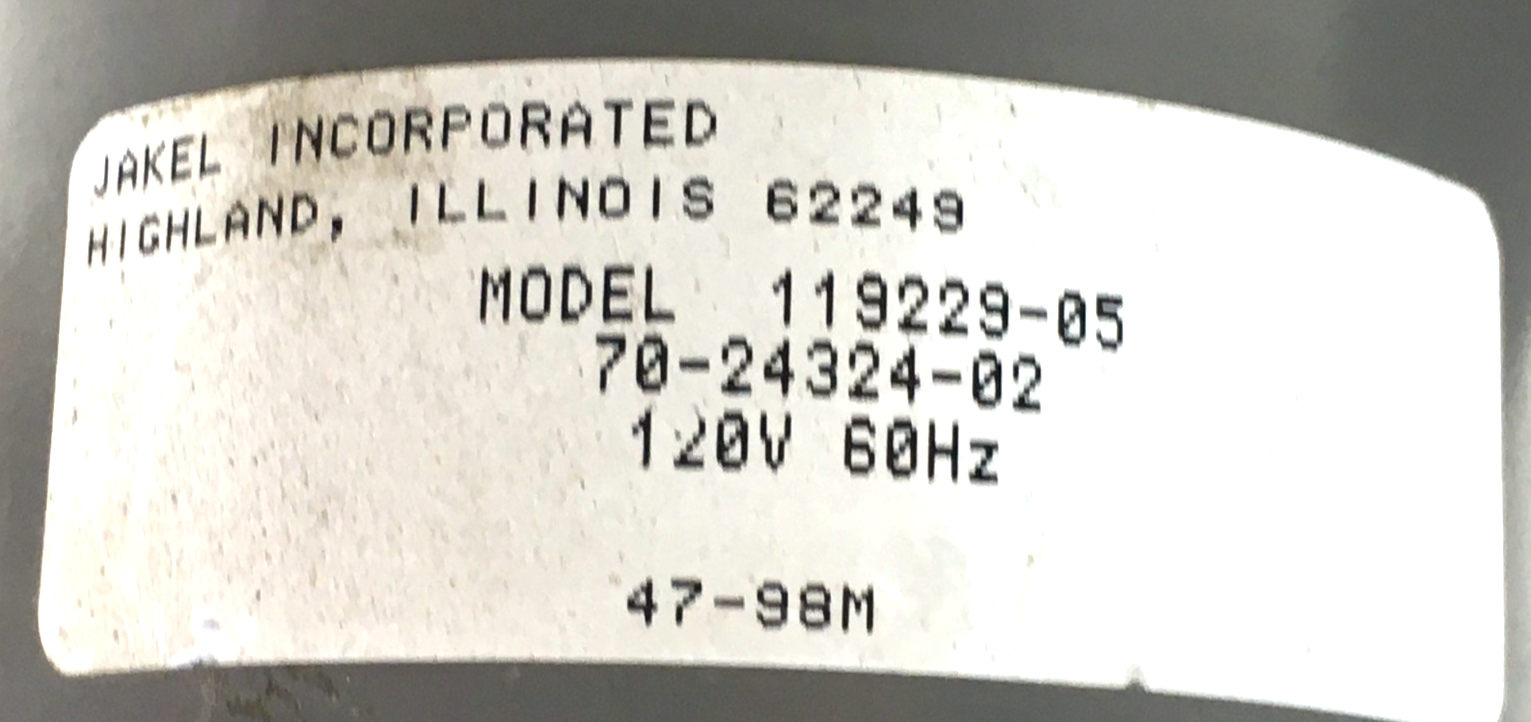 JAKEL INCORPORATED
HIGHLAND, ILLINOIS 62249
MODEL 119229-05
70-24324-02
120V 60Hz
47-98M